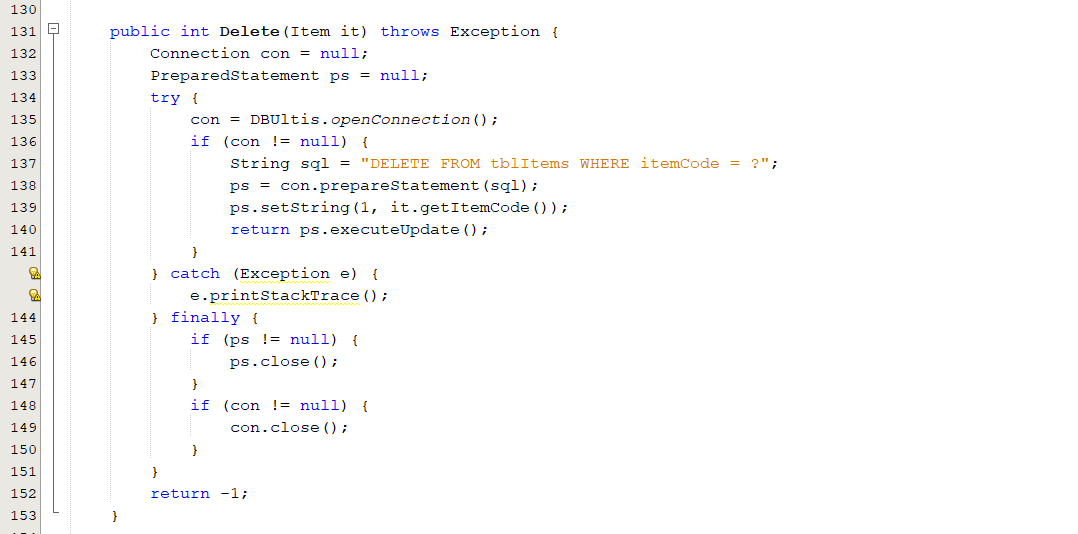 130
131 public int Delete(Item it) throws Exception {
132 Connection con = null;
133 PreparedStatement ps = null;
134 try {
135 con = DBUltis.openConnection();
136 if (con != null) {
137 String sql = "DELETE FROM tblItems WHERE itemCode = ?";
138 ps = con.prepareStatement(sql);
139 ps.setString(1, it.getItemCode());
140 return ps.executeUpdate();
141 }
} catch (Exception e) {
e.printStackTrace();
144 } finally {
145 if (ps != null) {
146 ps.close();
147 }
148 if (con != null) {
149 con.close();
150 }
151 }
152 return -1;
153 }